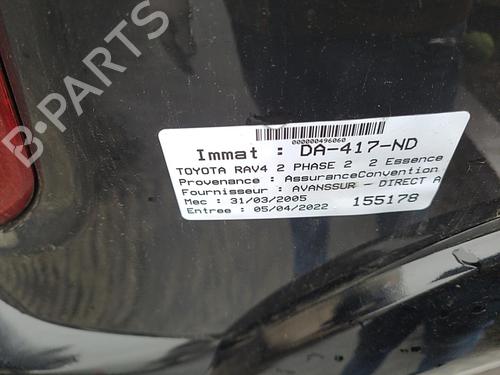 B-PARTS
000000496060
Immat : DA-417-ND
TOYOTA RAV4 2 PHASE 2 2 Essence
Provenance : AssuranceConvention
Fournisseur : AVANSSUR - DIRECT A
Mec : 31/03/2005
Entree : 05/04/2022 155178